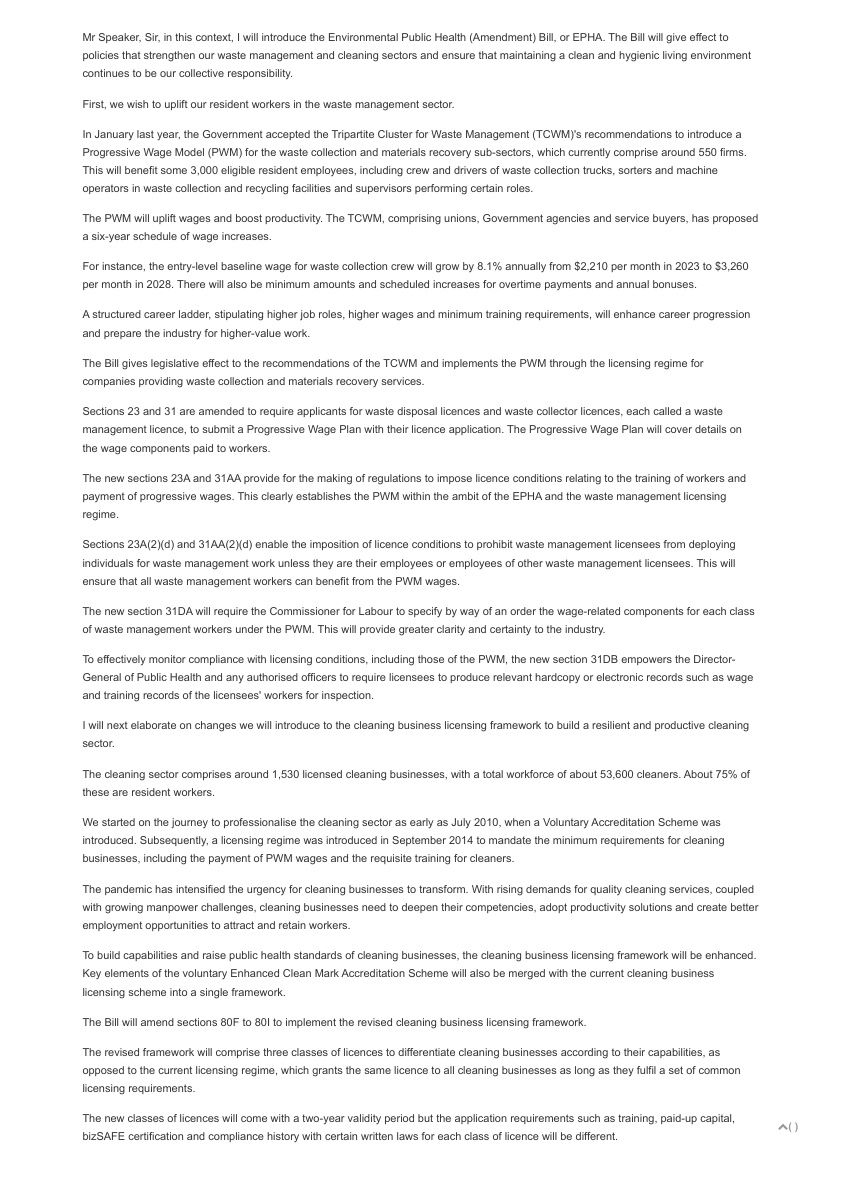 Mr Speaker, Sir, in this context, I will introduce the Environmental Public Health (Amendment) Bill, or EPHA. The Bill will give effect to
policies that strengthen our waste management and cleaning sectors and ensure that maintaining a clean and hygienic living environment
continues to be our collective responsibility.
First, we wish to uplift our resident workers in the waste management sector.
In January last year, the Government accepted the Tripartite Cluster for Waste Management (TCWM)'s recommendations to introduce a
Progressive Wage Model (PWM) for the waste collection and materials recovery sub-sectors, which currently comprise around 550 firms.
This will benefit some 3,000 eligible resident employees, including crew and drivers of waste collection trucks, sorters and machine
operators in waste collection and recycling facilities and supervisors performing certain roles.
The PWM will uplift wages and boost productivity. The TCWM, comprising unions, Government agencies and service buyers, has proposed
a six-year schedule of wage increases.
For instance, the entry-level baseline wage for waste collection crew will grow by 8.1% annually from $2,210 per month in 2023 to $3,260
per month in 2028. There will also be minimum amounts and scheduled increases for overtime payments and annual bonuses.
A structured career ladder, stipulating higher job roles, higher wages and minimum training requirements, will enhance career progression
and prepare the industry for higher-value work.
The Bill gives legislative effect to the recommendations of the TCWM and implements the PWM through the licensing regime for
companies providing waste collection and materials recovery services.
Sections 23 and 31 are amended to require applicants for waste disposal licences and waste collector licences, each called a waste
management licence, to submit a Progressive Wage Plan with their licence application. The Progressive Wage Plan will cover details on
the wage components paid to workers.
The new sections 23A and 31AA provide for the making of regulations to impose licence conditions relating to the training of workers and
payment of progressive wages. This clearly establishes the PWM within the ambit of the EPHA and the waste management licensing
regime.
Sections 23A(2)(d) and 31AA(2)(d) enable the imposition of licence conditions to prohibit waste management licensees from deploying
individuals for waste management work unless they are their employees or employees of other waste management licensees. This will
ensure that all waste management workers can benefit from the PWM wages.
The new section 31DA will require the Commissioner for Labour to specify by way of an order the wage-related components for each class
of waste management workers under the PWM. This will provide greater clarity and certainty to the industry.
To effectively monitor compliance with licensing conditions, including those of the PWM, the new section 31DB empowers the Director-
General of Public Health and any authorised officers to require licensees to produce relevant hardcopy or electronic records such as wage
and training records of the licensees' workers for inspection.
I will next elaborate on changes we will introduce to the cleaning business licensing framework to build a resilient and productive cleaning
sector.
The cleaning sector comprises around 1,530 licensed cleaning businesses, with a total workforce of about 53,600 cleaners. About 75% of
these are resident workers.
We started on the journey to professionalise the cleaning sector as early as July 2010, when a Voluntary Accreditation Scheme was
introduced. Subsequently, a licensing regime was introduced in September 2014 to mandate the minimum requirements for cleaning
businesses, including the payment of PWM wages and the requisite training for cleaners.
The pandemic has intensified the urgency for cleaning businesses to transform. With rising demands for quality cleaning services, coupled
with growing manpower challenges, cleaning businesses need to deepen their competencies, adopt productivity solutions and create better
employment opportunities to attract and retain workers.
To build capabilities and raise public health standards of cleaning businesses, the cleaning business licensing framework will be enhanced.
Key elements of the voluntary Enhanced Clean Mark Accreditation Scheme will also be merged with the current cleaning business
licensing scheme into a single framework.
The Bill will amend sections 80F to 80I to implement the revised cleaning business licensing framework.
The revised framework will comprise three classes of licences to differentiate cleaning businesses according to their capabilities, as
opposed to the current licensing regime, which grants the same licence to all cleaning businesses as long as they fulfil a set of common
licensing requirements.
The new classes of licences will come with a two-year validity period but the application requirements such as training, paid-up capital,
bizSAFE certification and compliance history with certain written laws for each class of licence will be different.
( )